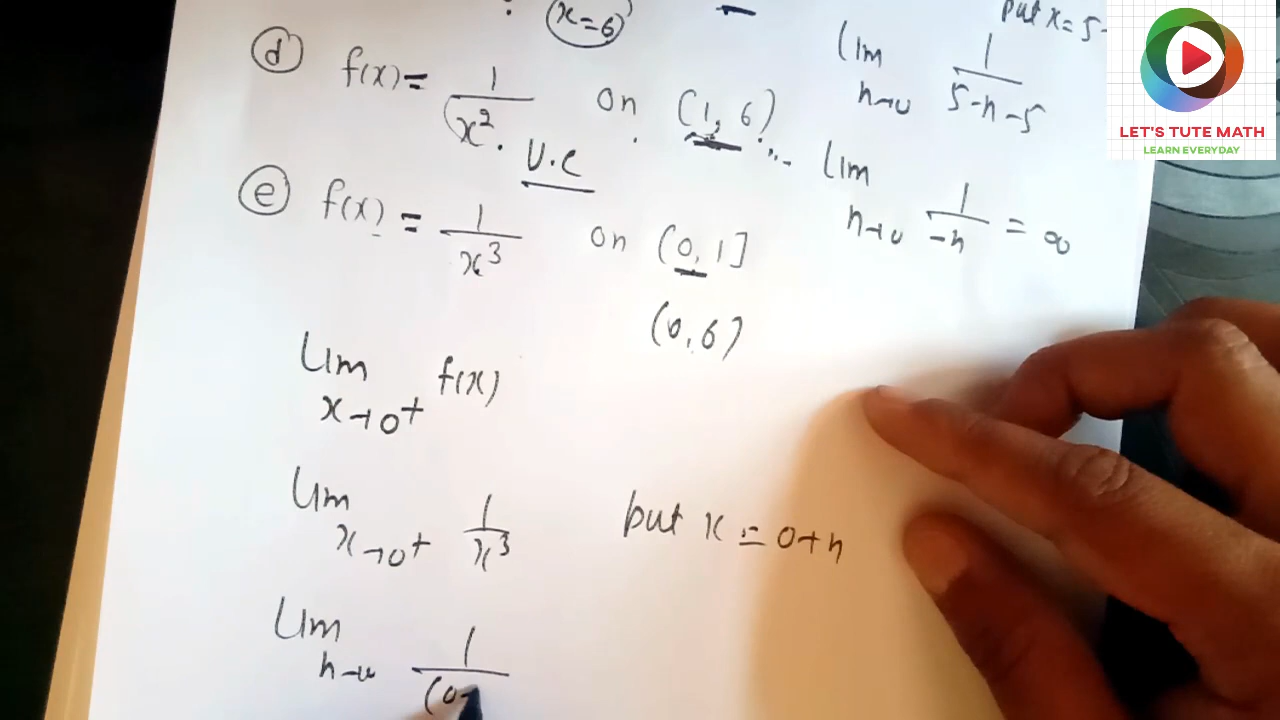 (x=6)
put x=5-
lim 1/(5-h-5)
h→0
(d) f(x) = 1/x² on (1, 6)
U.C
lim 1/-h = ∞
h→0
(e) f(x) = 1/x³ on (0, 1]
(0, 6)
Lim f(x)
x→0+
Lim 1/x³ put x = 0+h
x→0+
Lim 1/(0+
h→0
LET'S TUTE MATH
LEARN EVERYDAY